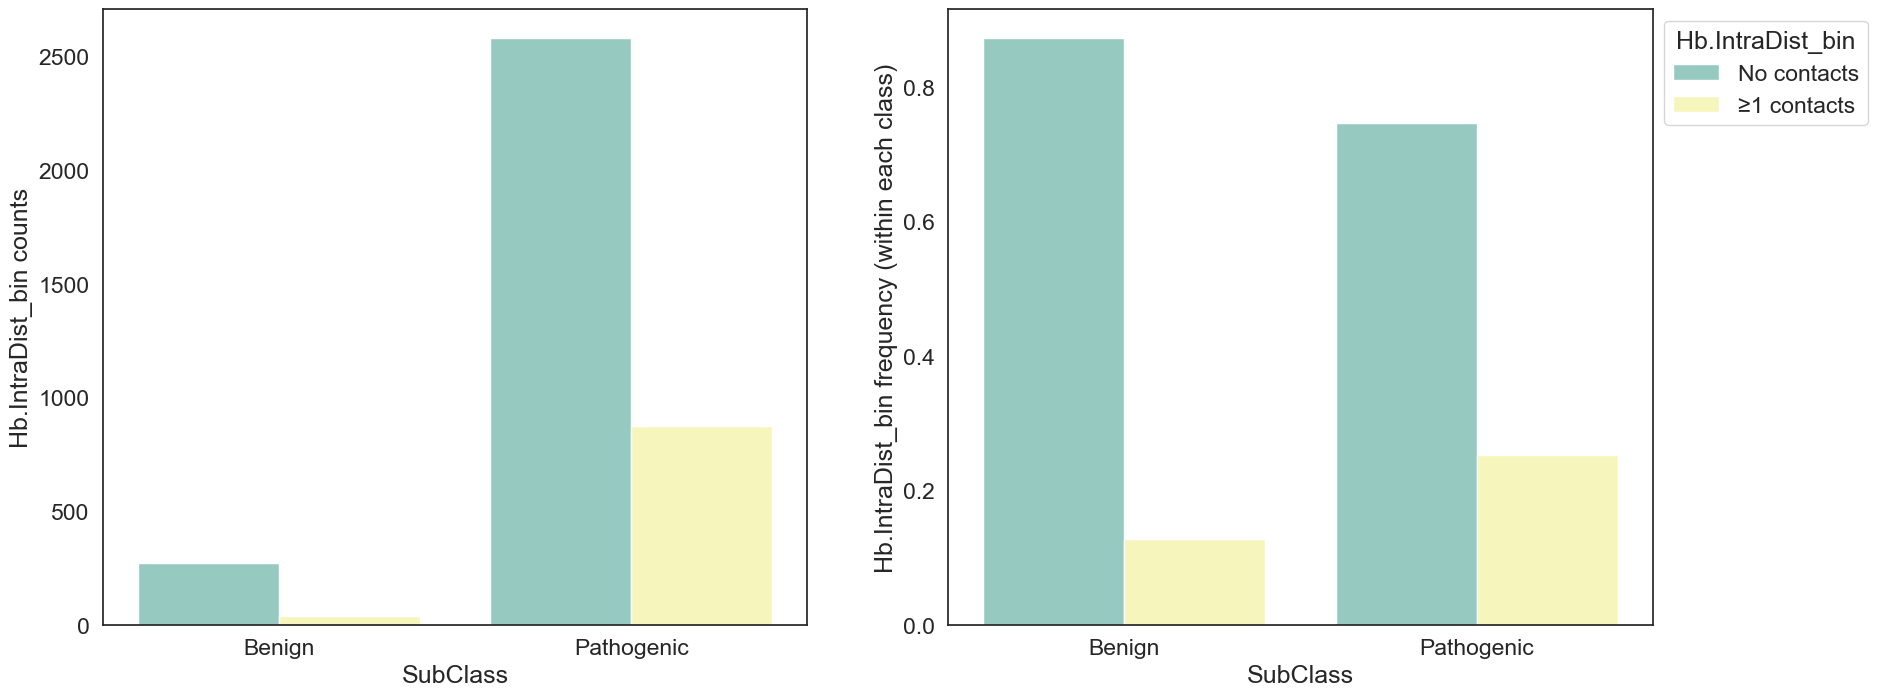 Hb.IntraDist_bin counts
2500
2000
1500
1000
500
0
Benign
Pathogenic
SubClass
Hb.IntraDist_bin frequency (within each class)
0.8
0.6
0.4
0.2
0.0
Benign
Pathogenic
SubClass
Hb.IntraDist_bin
No contacts
≥1 contacts